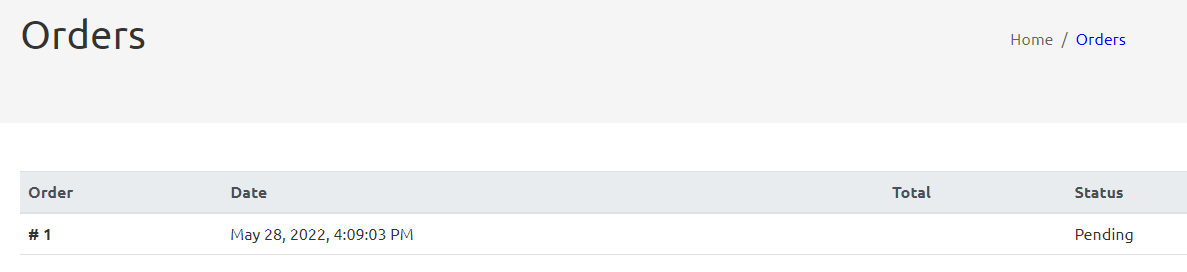 Orders
Home / Orders
Order Date Total Status
# 1 May 28, 2022, 4:09:03 PM Pending